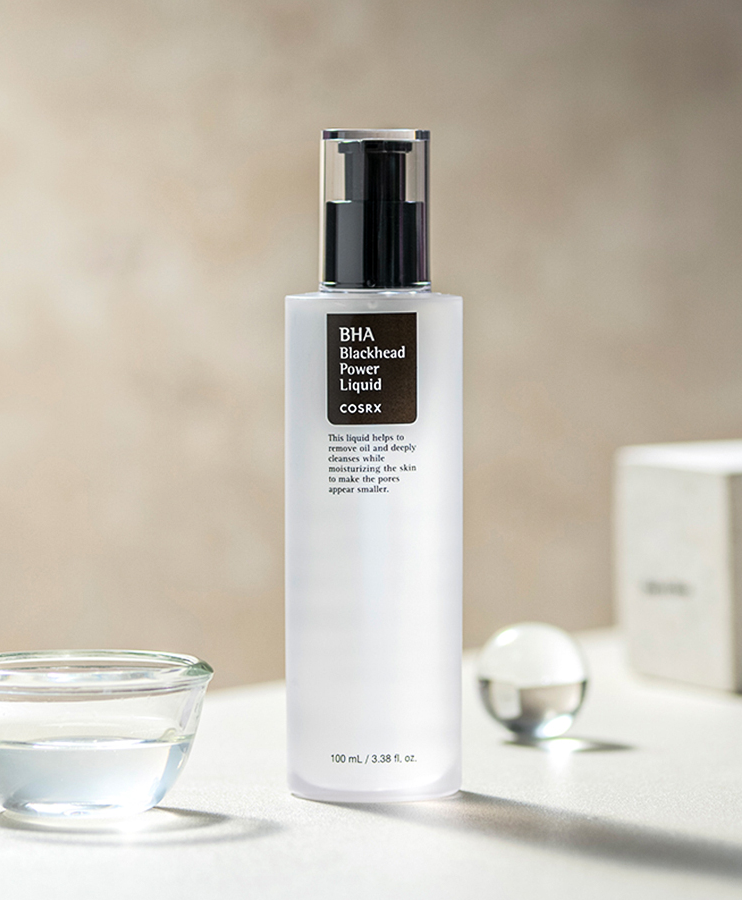 BHA
Blackhead
Power
Liquid
COSRX
This liquid helps to
remove oil and deeply
cleanses while
moisturizing the skin
to make the pores
appear smaller.
100 mL / 3.38 fl. oz.